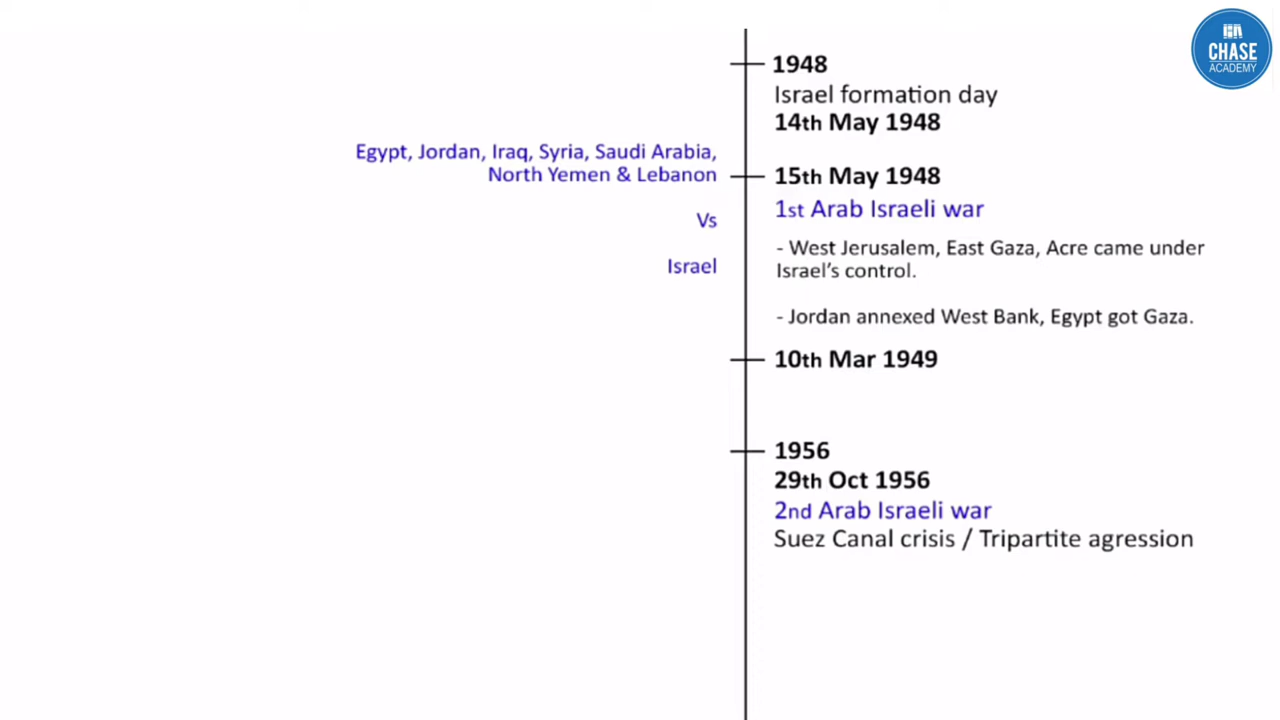 CHASE
ACADEMY
1948
Israel formation day
14th May 1948
Egypt, Jordan, Iraq, Syria, Saudi Arabia,
North Yemen & Lebanon
Vs
Israel
15th May 1948
1st Arab Israeli war
- West Jerusalem, East Gaza, Acre came under
Israel's control.
- Jordan annexed West Bank, Egypt got Gaza.
10th Mar 1949
1956
29th Oct 1956
2nd Arab Israeli war
Suez Canal crisis / Tripartite agression